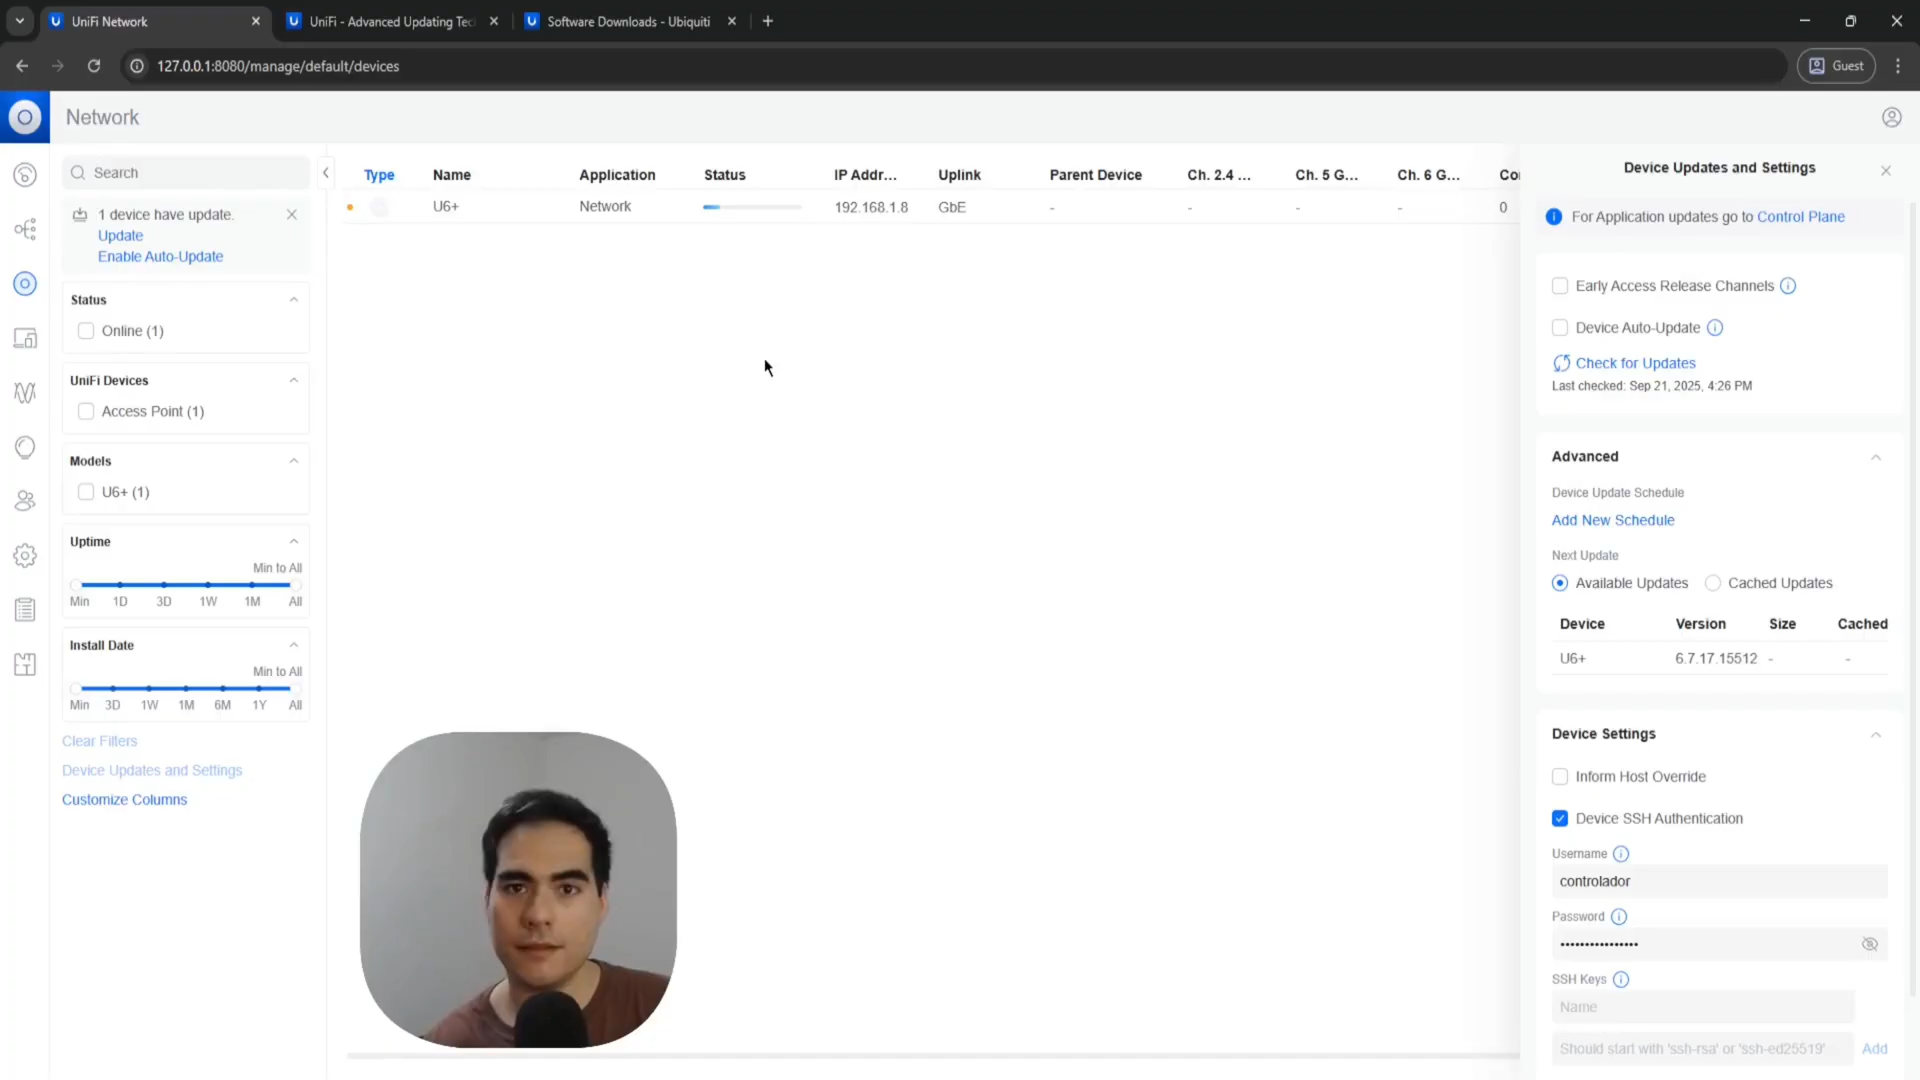 UniFi Network
UniFi - Advanced Updating Tec
Software Downloads - Ubiquiti
127.0.0.1:8080/manage/default/devices
Guest
Network
Search
1 device have update.
Update
Enable Auto-Update
Status
Online (1)
UniFi Devices
Access Point (1)
Models
U6+ (1)
Uptime
Min to All
Min 1D 3D 1W 1M All
Install Date
Min to All
Min 3D 1W 1M 6M 1Y All
Clear Filters
Device Updates and Settings
Customize Columns
Type Name Application Status IP Addr... Uplink Parent Device Ch. 2.4 ... Ch. 5 G... Ch. 6 G... Co
U6+ Network 192.168.1.8 GbE - - - - 0
Device Updates and Settings
For Application updates go to Control Plane
Early Access Release Channels
Device Auto-Update
Check for Updates
Last checked: Sep 21, 2025, 4:26 PM
Advanced
Device Update Schedule
Add New Schedule
Next Update
Available Updates Cached Updates
Device Version Size Cached
U6+ 6.7.17.15512 - -
Device Settings
Inform Host Override
Device SSH Authentication
Username
controlador
Password
••••••••••••••••
SSH Keys
Name
Should start with 'ssh-rsa' or 'ssh-ed25519' Add